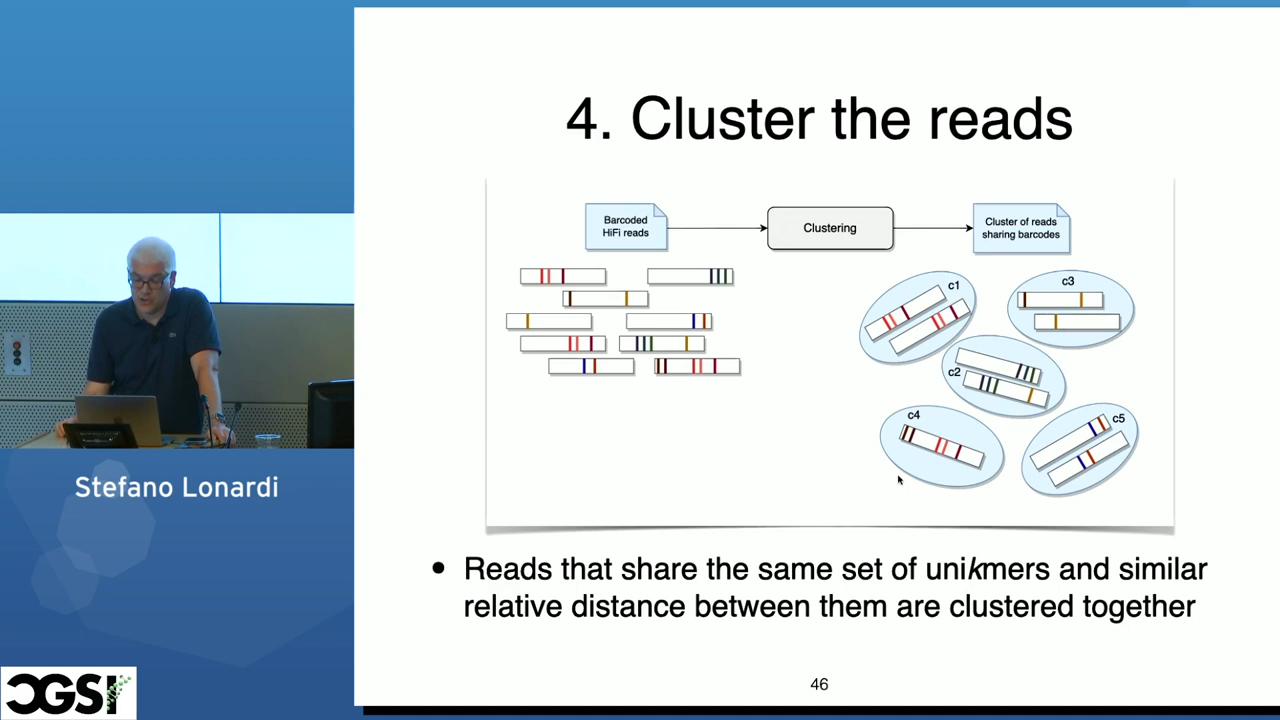 4. Cluster the reads
Barcoded
HiFi reads
Clustering
Cluster of reads
sharing barcodes
c1
c3
c2
c4
c5
• Reads that share the same set of unikmers and similar
relative distance between them are clustered together
46
Stefano Lonardi
CGSI